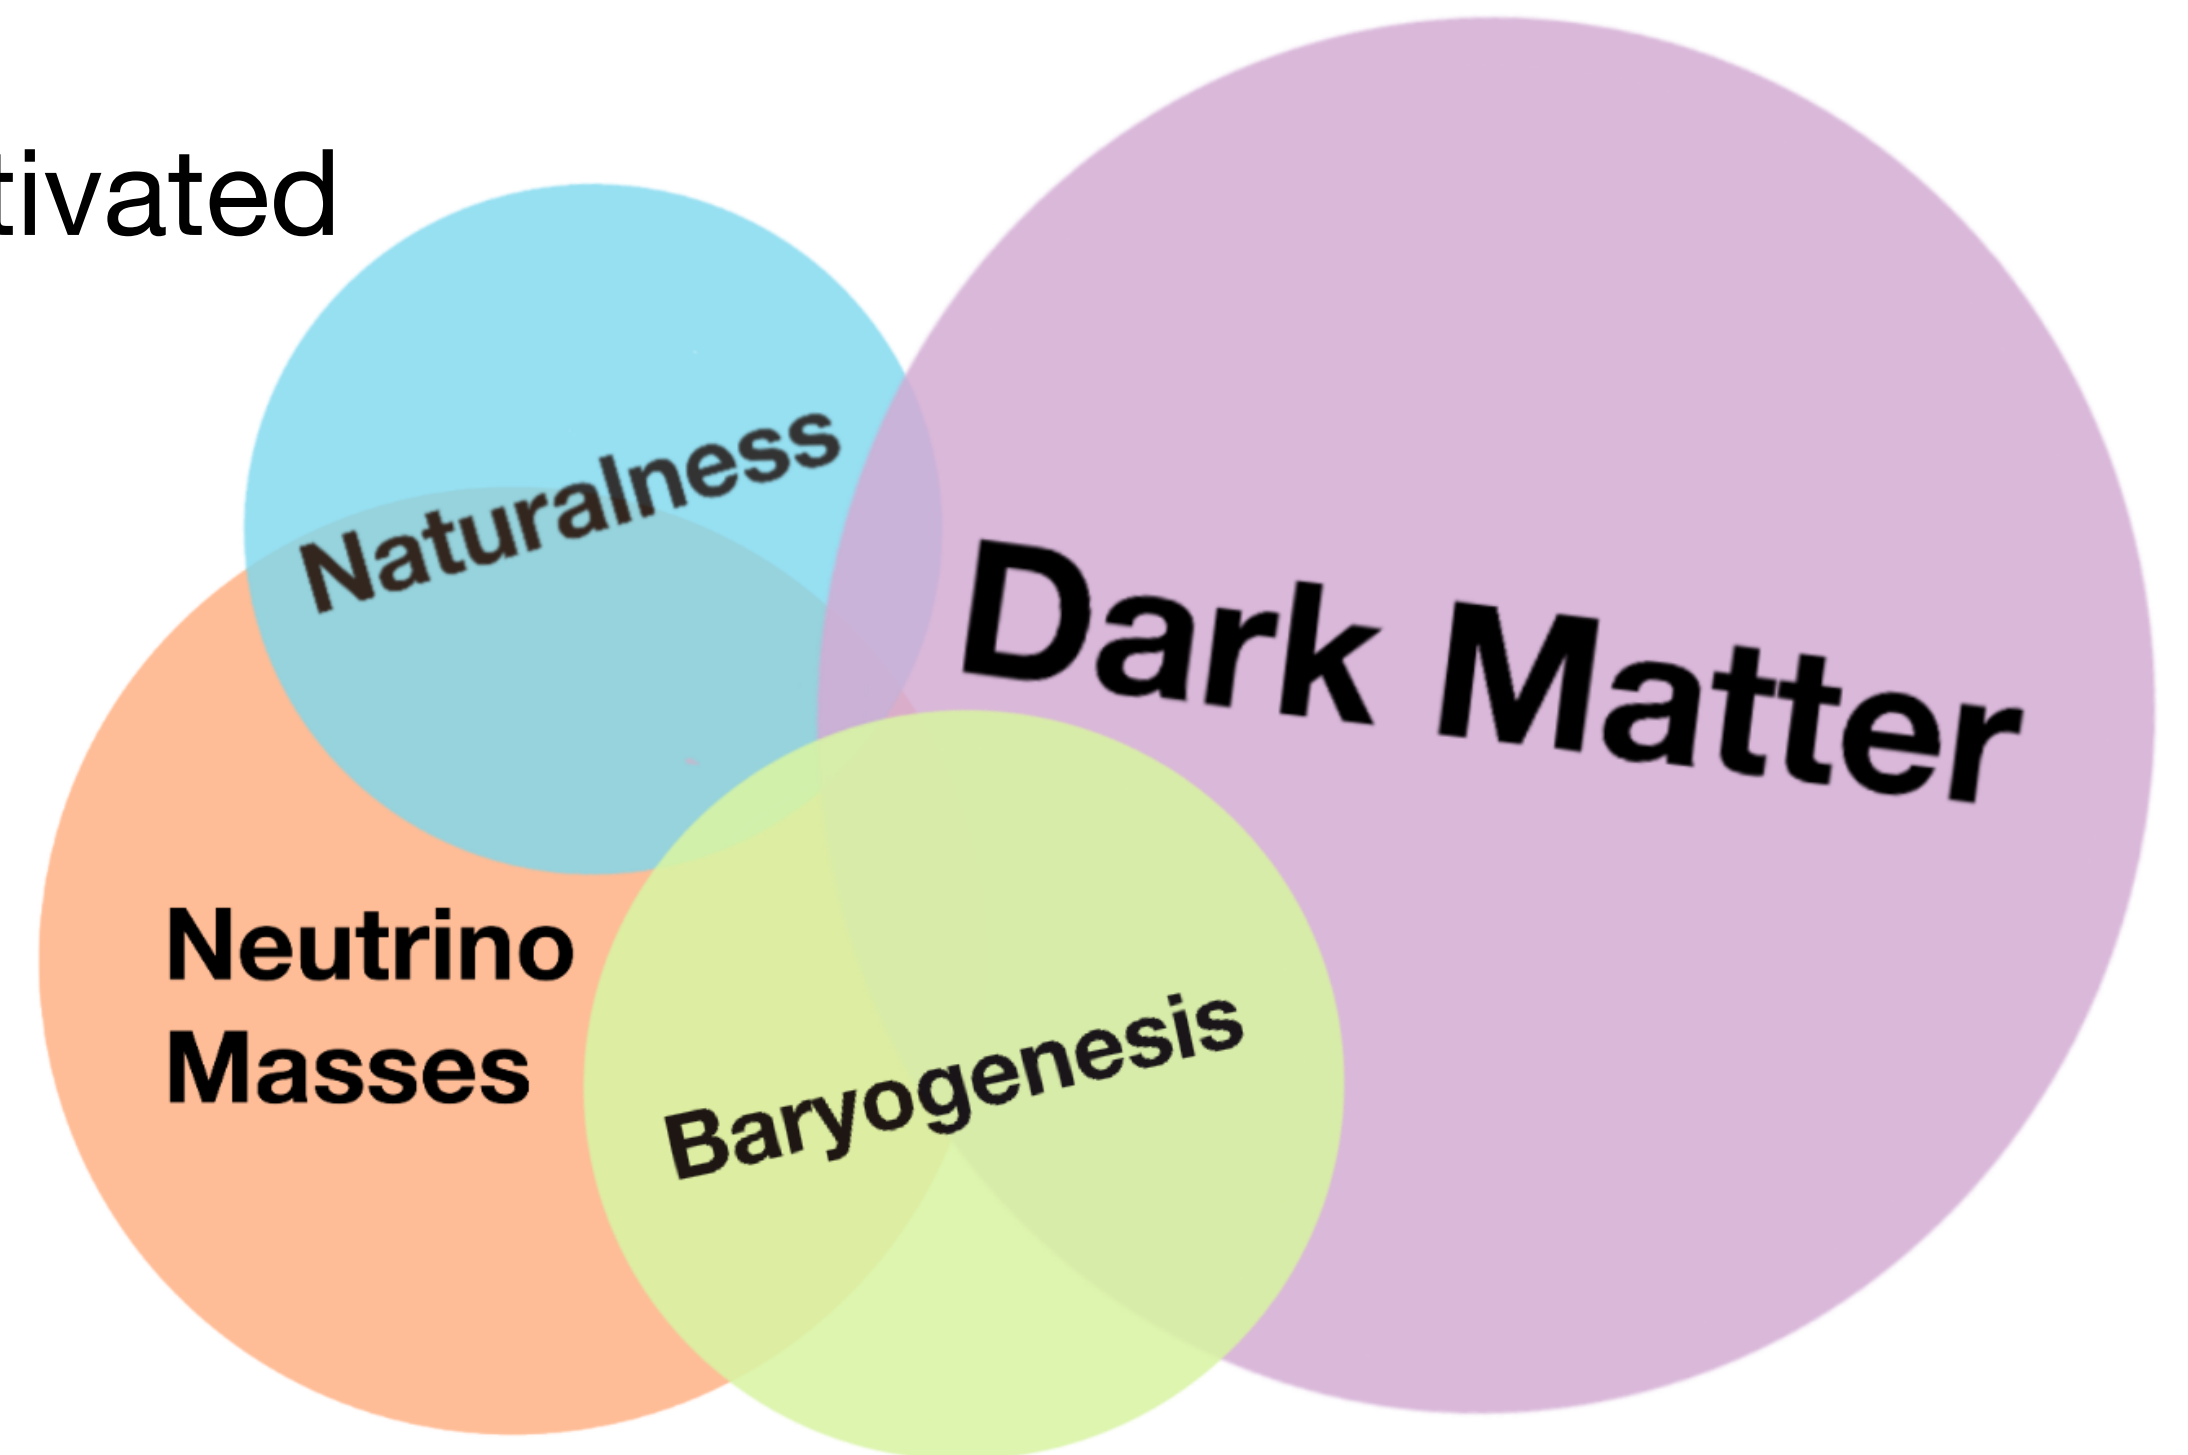 tivated
Naturalness
Dark Matter
Neutrino
Masses
Baryogenesis